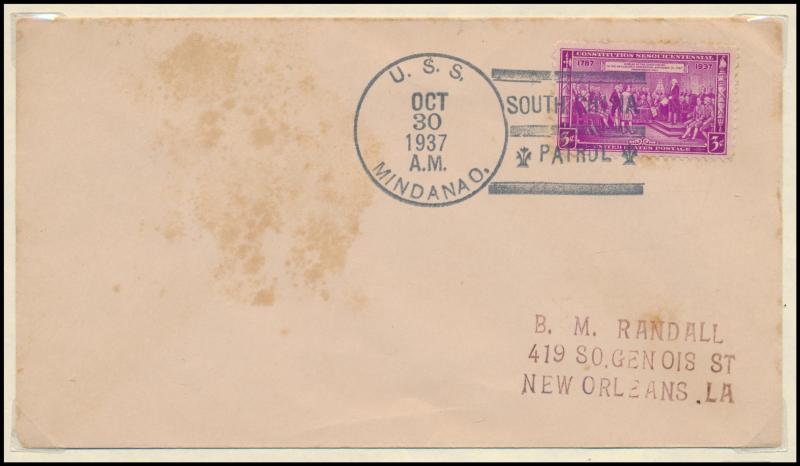 U. S. S.
OCT
30
1937
A.M.
MINDANAO.
SOUTH CHINA
PATROL
CONSTITUTION SESQUICENTENNIAL
1787 1937
3¢ UNITED STATES POSTAGE 3¢
B. M. RANDALL
419 SO. GENOIS ST
NEW ORLEANS .LA